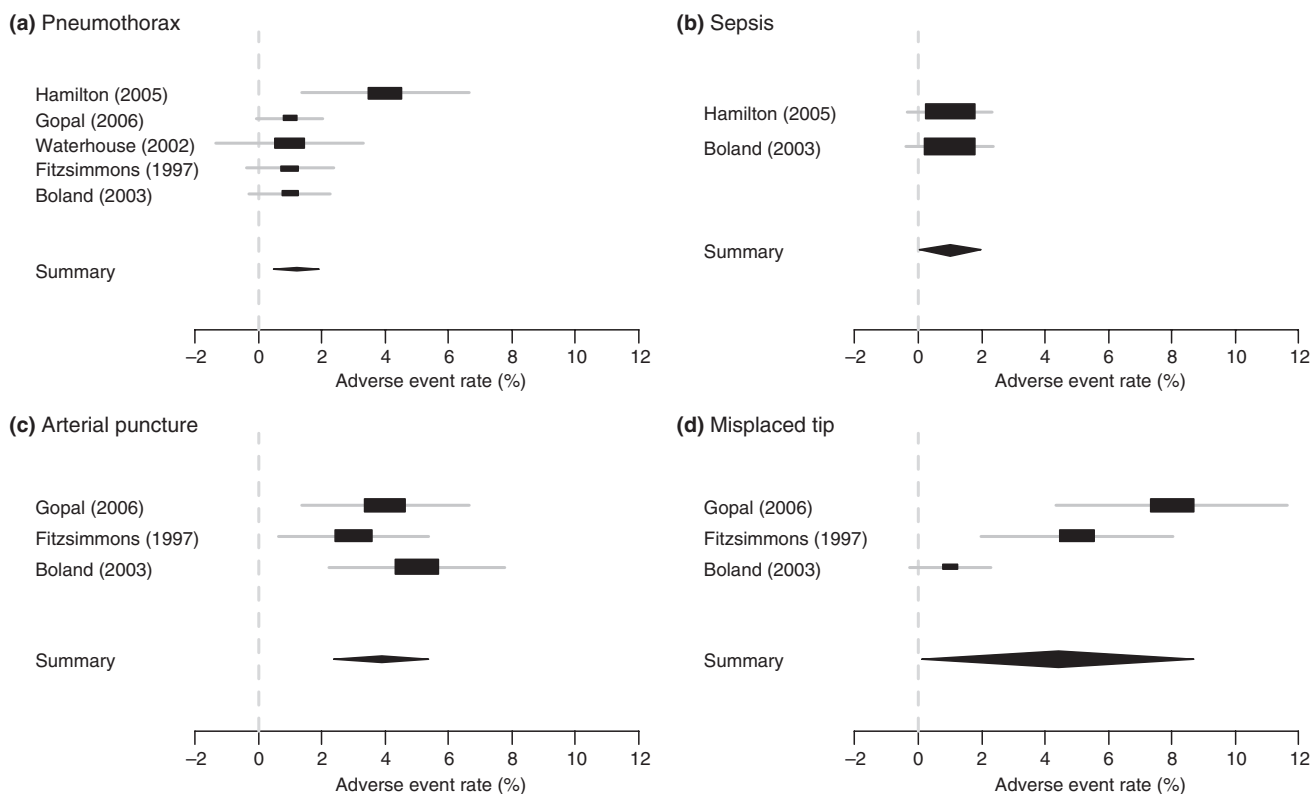 (a) Pneumothorax
Hamilton (2005)
Gopal (2006)
Waterhouse (2002)
Fitzsimmons (1997)
Boland (2003)
Summary
–2 0 2 4 6 8 10 12
Adverse event rate (%)
(b) Sepsis
Hamilton (2005)
Boland (2003)
Summary
–2 0 2 4 6 8 10 12
Adverse event rate (%)
(c) Arterial puncture
Gopal (2006)
Fitzsimmons (1997)
Boland (2003)
Summary
–2 0 2 4 6 8 10 12
Adverse event rate (%)
(d) Misplaced tip
Gopal (2006)
Fitzsimmons (1997)
Boland (2003)
Summary
–2 0 2 4 6 8 10 12
Adverse event rate (%)